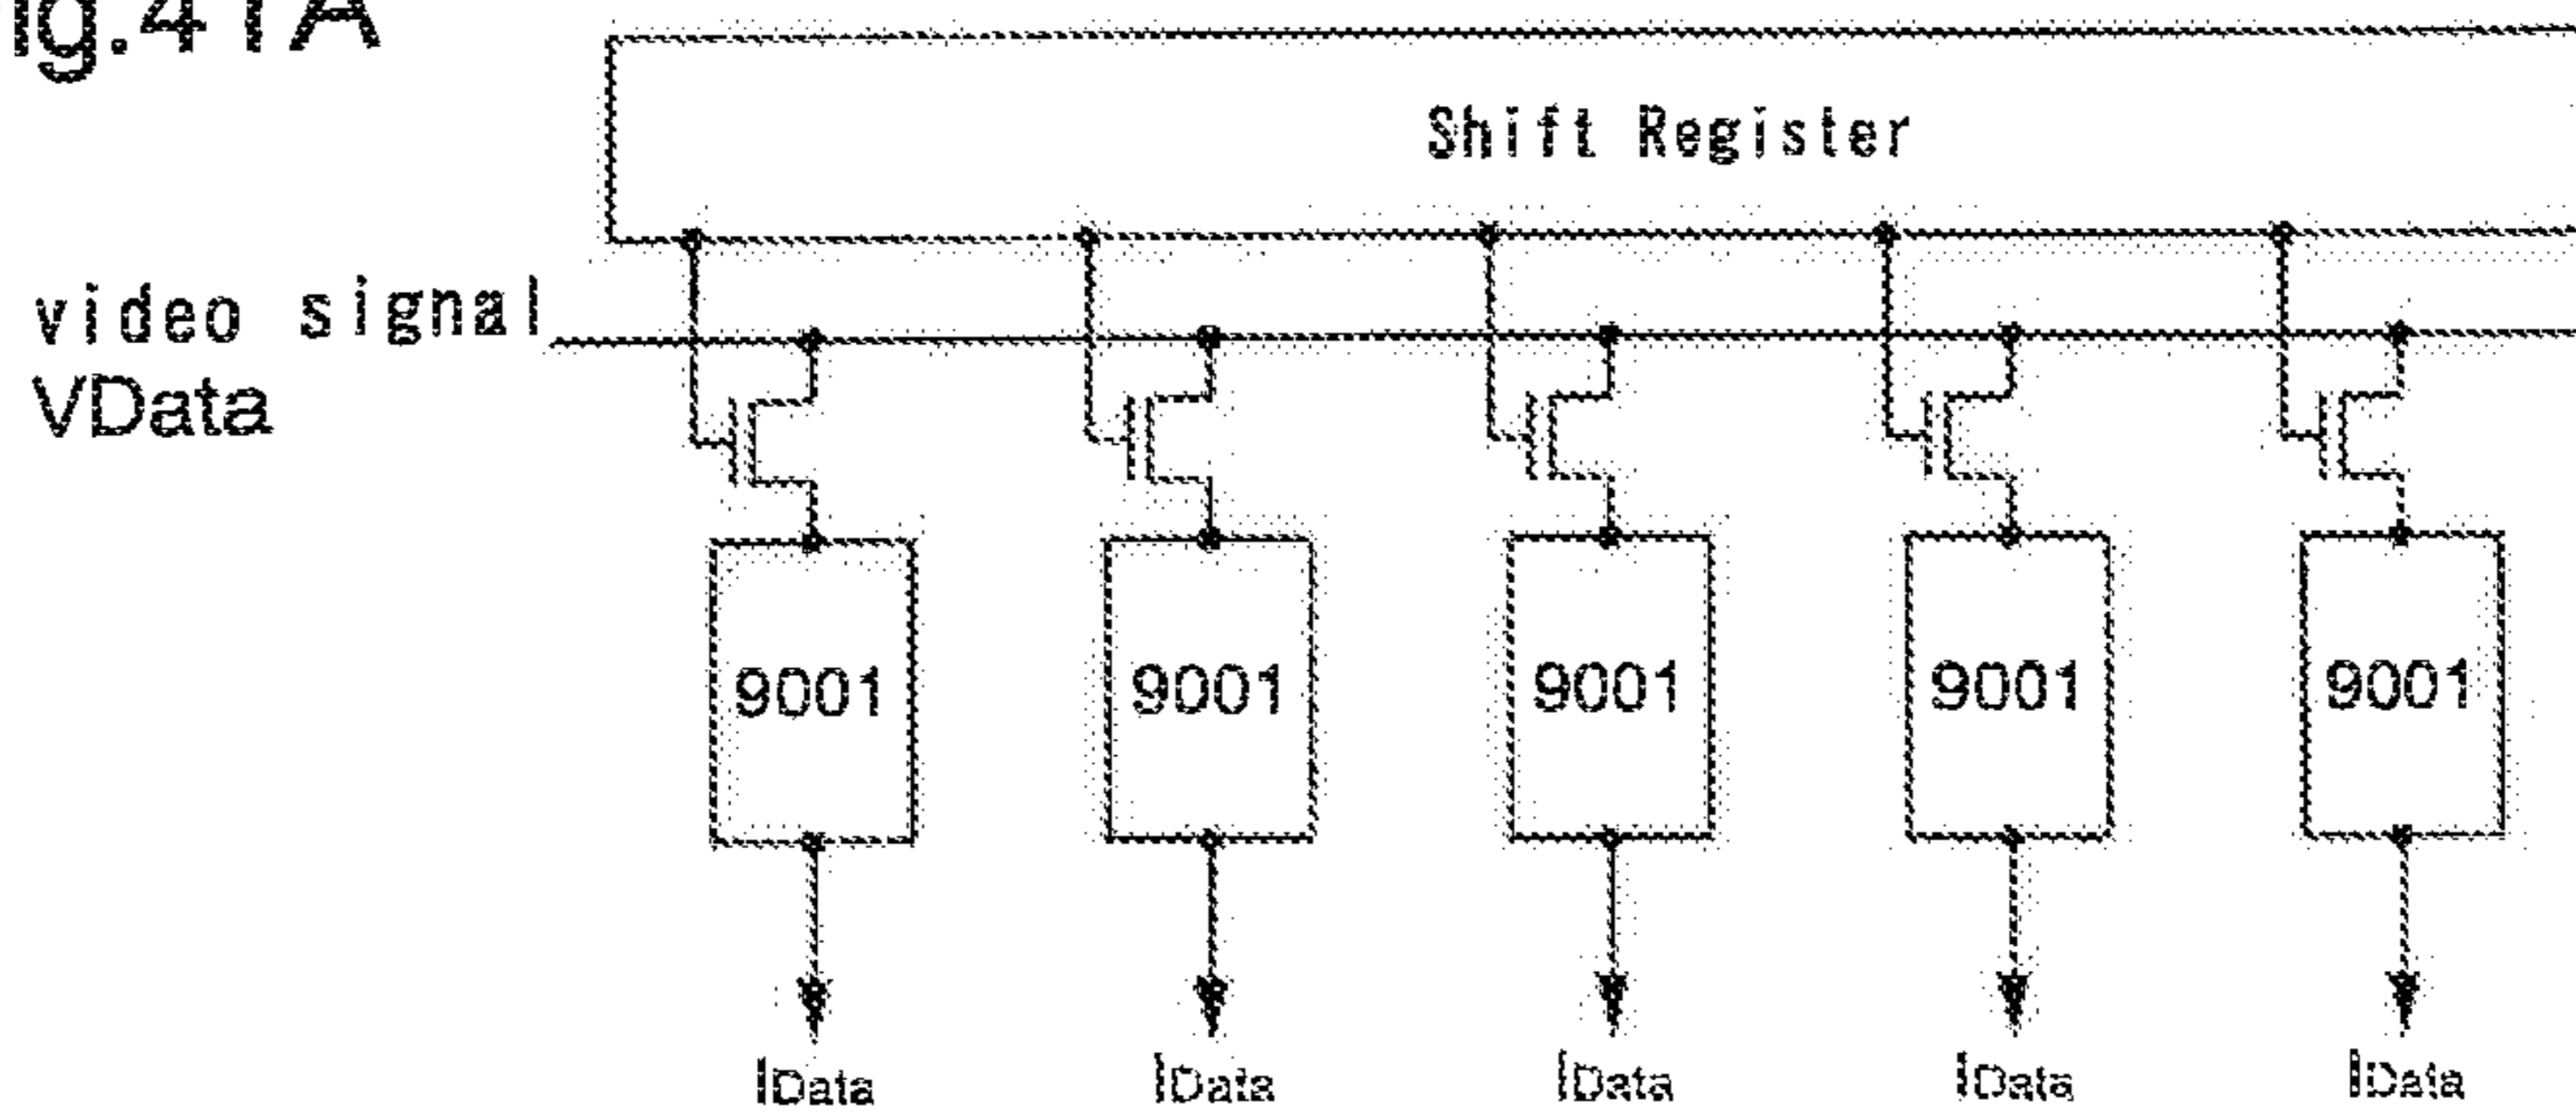 ig.41A
Shift Register
video signal
VData
9001 9001 9001 9001 9001
IData IData IData IData IData